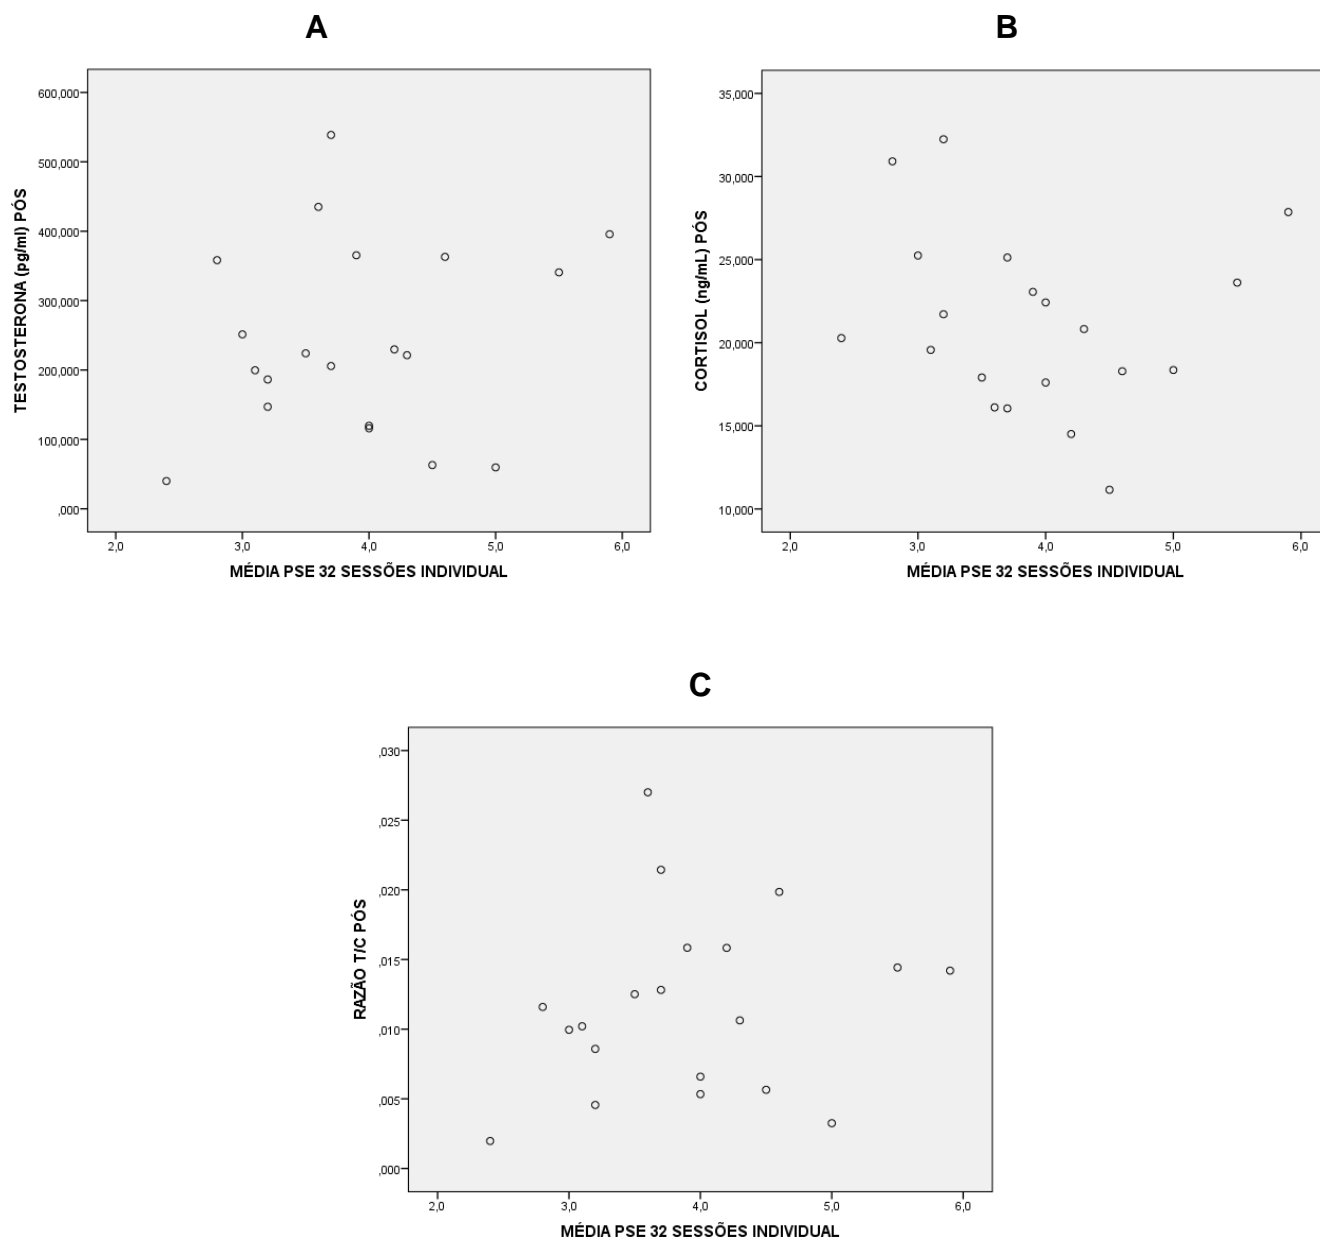 A
600,000
500,000
400,000
300,000
200,000
100,000
,000
TESTOSTERONA (pg/ml) PÓS
2,0 3,0 4,0 5,0 6,0
MÉDIA PSE 32 SESSÕES INDIVIDUAL
B
35,000
30,000
25,000
20,000
15,000
10,000
CORTISOL (ng/mL) PÓS
2,0 3,0 4,0 5,0 6,0
MÉDIA PSE 32 SESSÕES INDIVIDUAL
C
,030
,025
,020
,015
,010
,005
,000
RAZÃO T/C PÓS
2,0 3,0 4,0 5,0 6,0
MÉDIA PSE 32 SESSÕES INDIVIDUAL